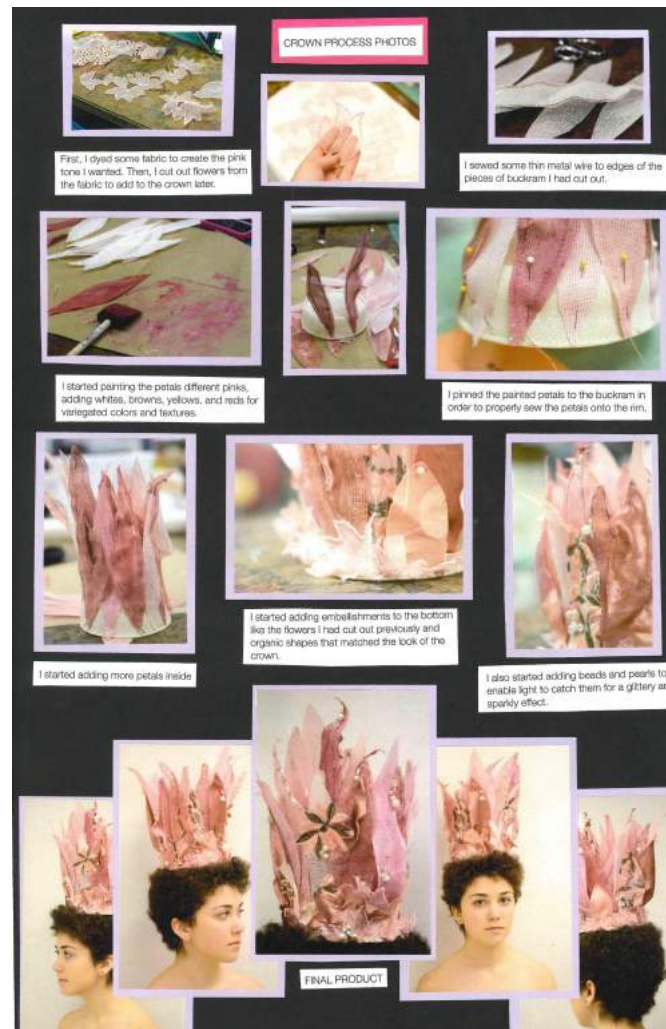 CROWN PROCESS PHOTOS
First, I dyed some fabric to create the pink
tone I wanted. Then, I cut out flowers from
the fabric to add to the crown later.
I sewed some thin metal wire to edges of the
pieces of buckram I had cut out.
I started painting the petals different pinks,
adding whites, browns, yellows, and reds for
variegated colors and textures.
I pinned the painted petals to the buckram in
order to properly sew the petals onto the rim.
I started adding more petals inside
I started adding embellishments to the bottom
like the flowers I had cut out previously and
organic shapes that matched the look of the
crown.
I also started adding beads and pearls to
enable light to catch them for a glittery
sparkly effect.
FINAL PRODUCT